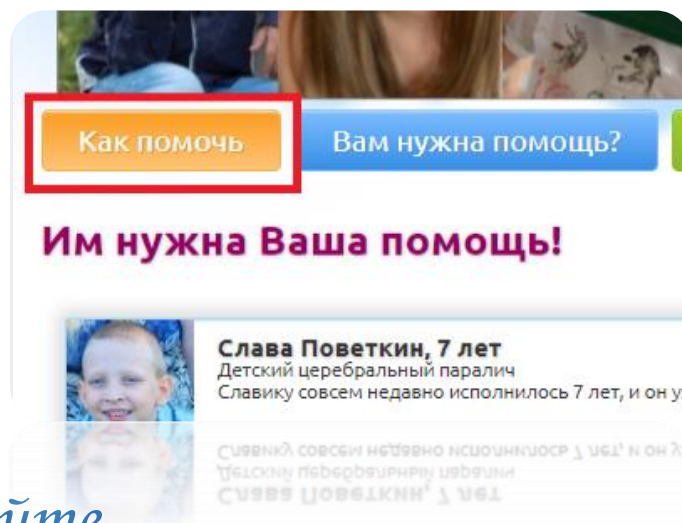 Как помочь
Вам нужна помощь?
Им нужна Ваша помощь!
Слава Поветкин, 7 лет
Детский церебральный паралич
Славику совсем недавно исполнилось 7 лет, и он